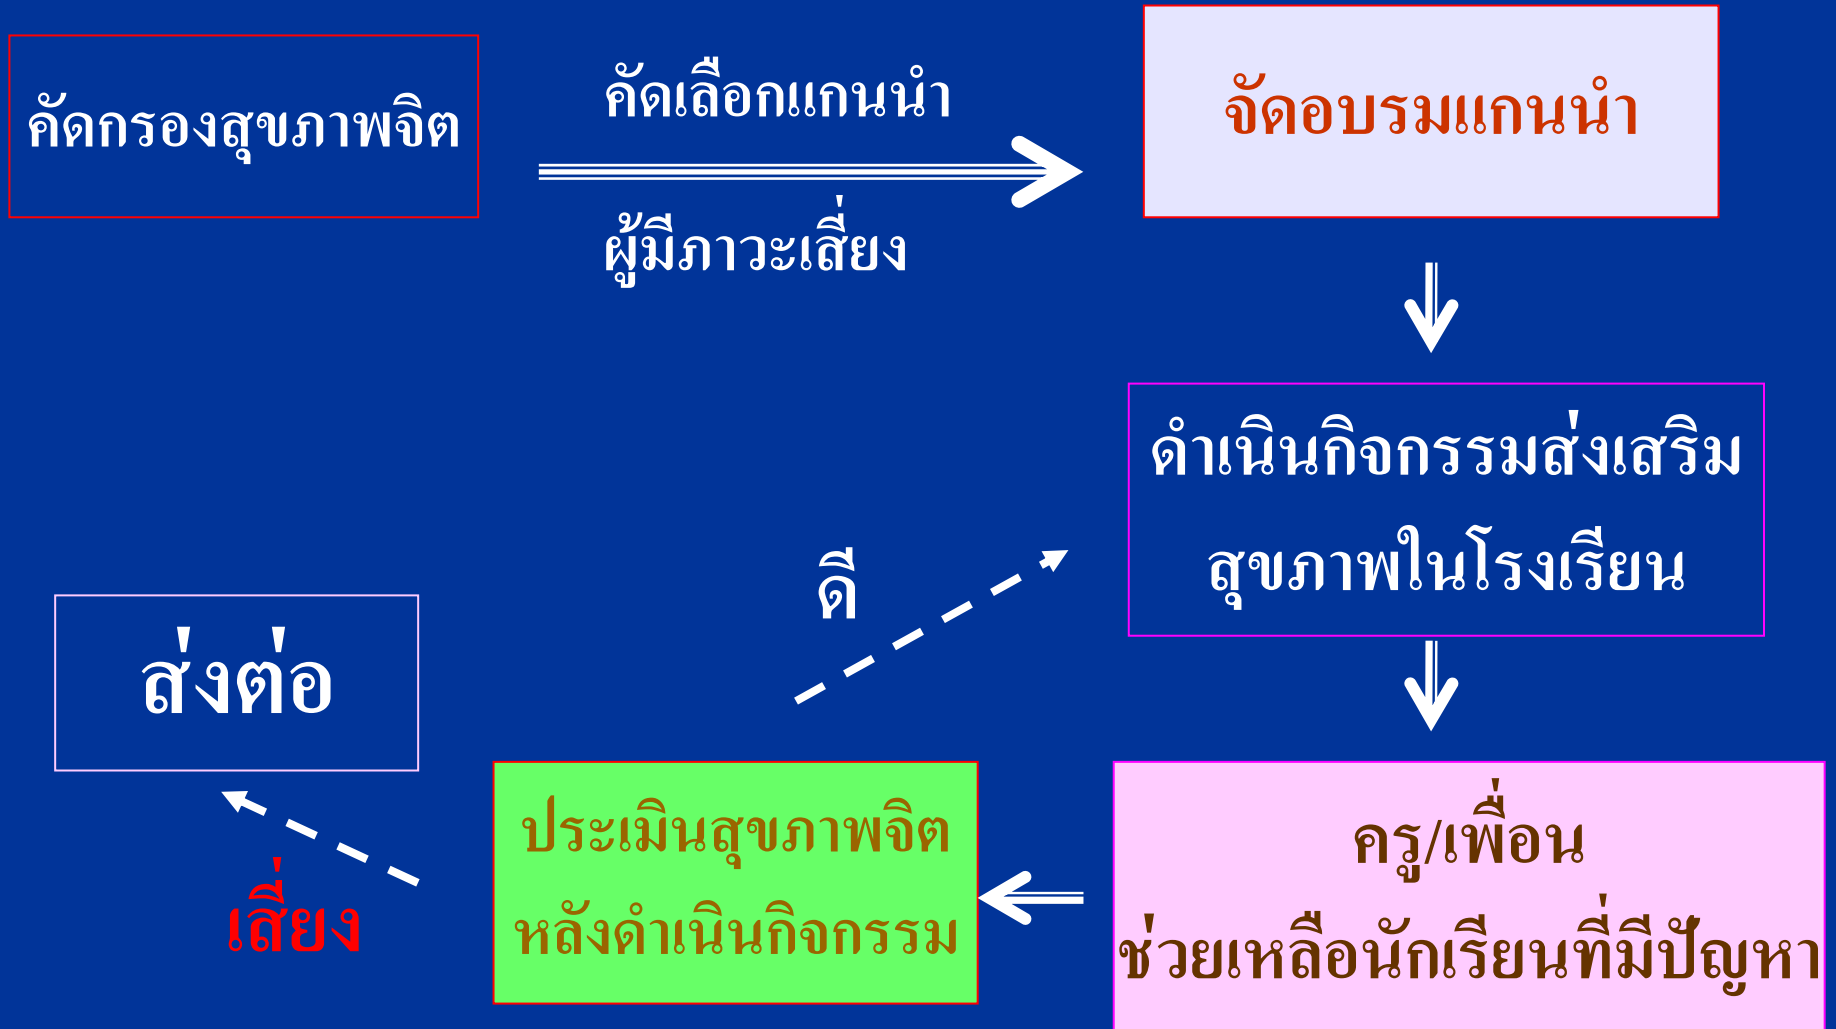 คัดกรองสุขภาพจิต
คัดเลือกแกนนำ
ผู้มีภาวะเสี่ยง
จัดอบรมแกนนำ
ดำเนินกิจกรรมส่งเสริม
สุขภาพในโรงเรียน
ดี
ส่งต่อ
ครู/เพื่อน
ช่วยเหลือนักเรียนที่มีปัญหา
ประเมินสุขภาพจิต
หลังดำเนินกิจกรรม
เสี่ยง